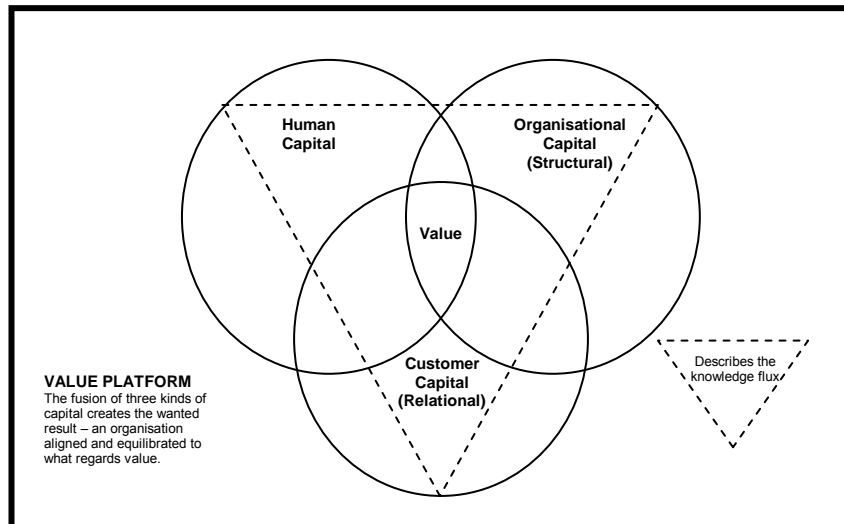 Human
Capital
Organisational
Capital
(Structural)
Value
Customer
Capital
(Relational)
Describes the
knowledge flux
VALUE PLATFORM
The fusion of three kinds of
capital creates the wanted
result – an organisation
aligned and equilibrated to
what regards value.